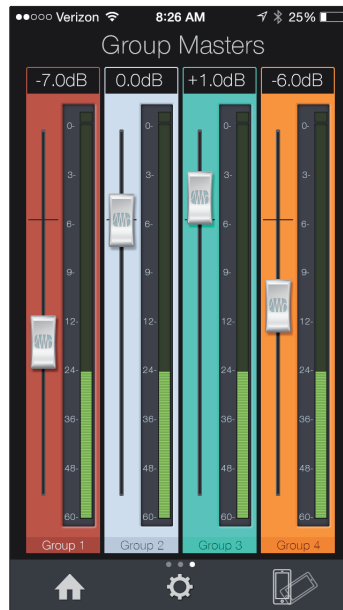 Verizon 8:26 AM 25%
Group Masters
-7.0dB 0.0dB +1.0dB -6.0dB
0- 0- 0- 0-
3- 3- 3- 3-
6- 6- 6- 6-
9- 9- 9- 9-
12- 12- 12- 12-
24- 24- 24- 24-
36- 36- 36- 36-
48- 48- 48- 48-
60- 60- 60- 60-
Group 1 Group 2 Group 3 Group 4